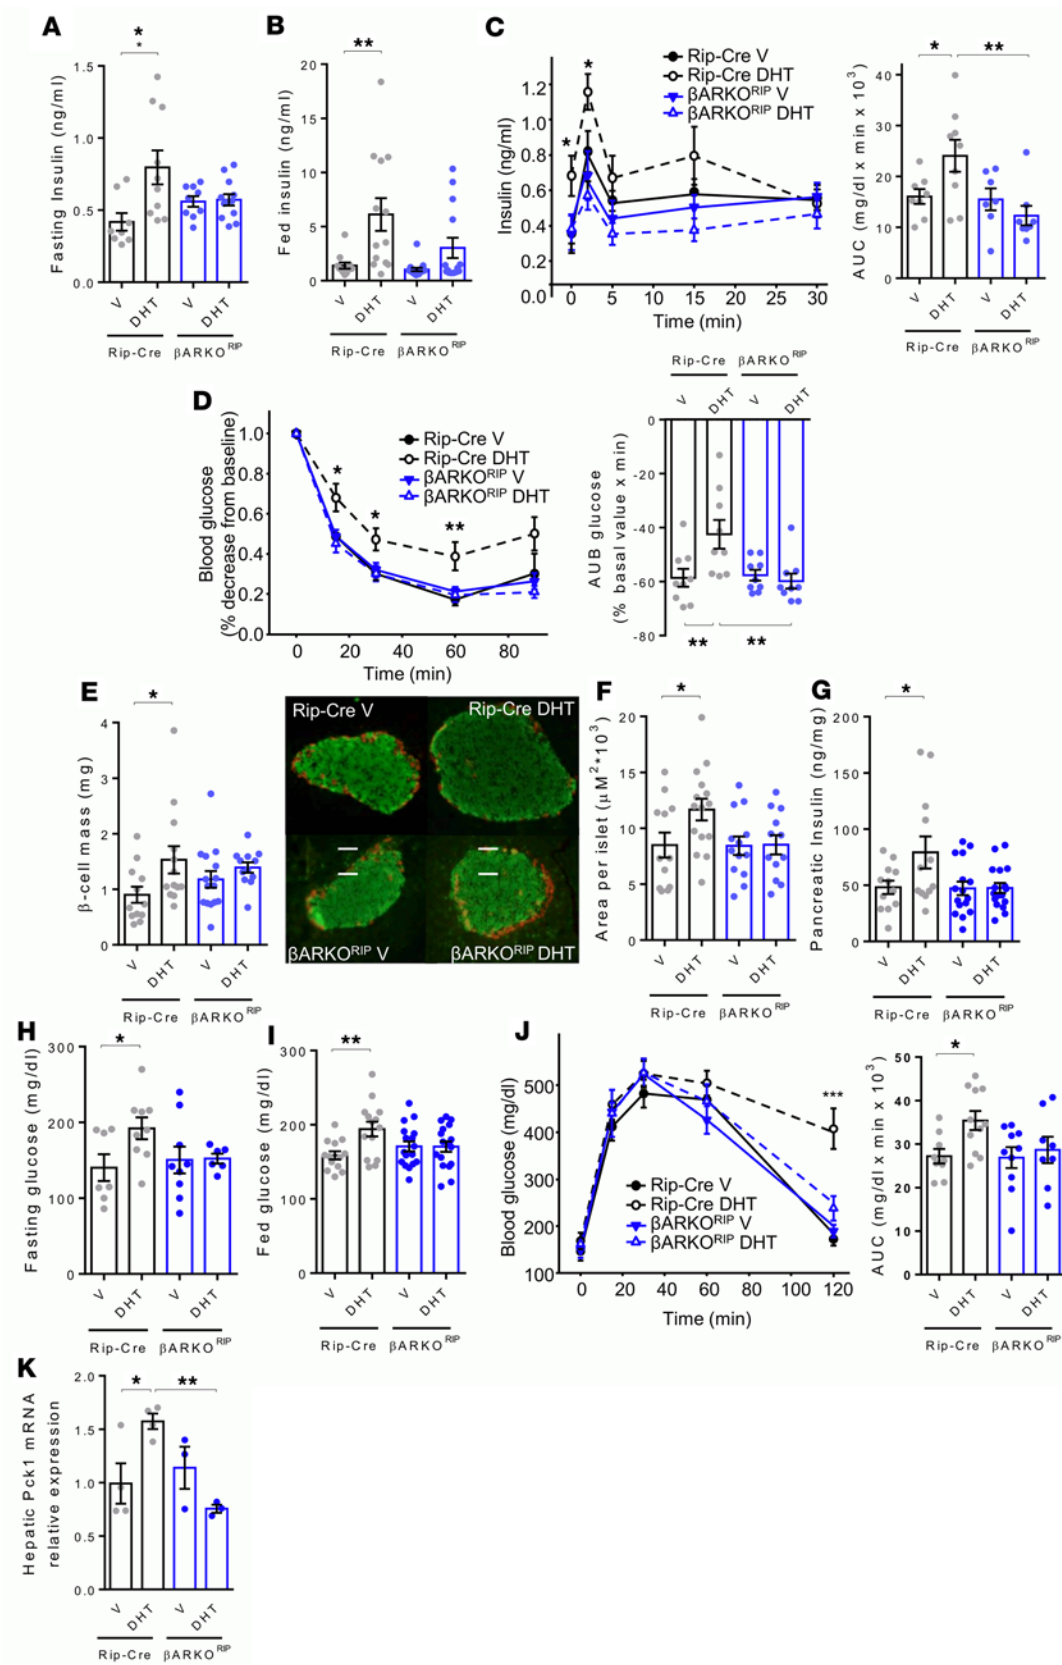 A
*
*
Fasting Insulin (ng/ml)
1.5
1.0
0.5
0.0
V
DHT
V
DHT
Rip-Cre
βARKO RIP
B
**
Fed insulin (ng/ml)
20
15
10
5
0
V
DHT
V
DHT
Rip-Cre
βARKO RIP
C
Rip-Cre V
Rip-Cre DHT
βARKO RIP V
βARKO RIP DHT
*
*
Insulin (ng/ml)
1.2
1.0
0.8
0.6
0.4
0.2
0.0
0 5 10 15 20 25 30
Time (min)
* **
AUC (mg/dl x min x 10³)
40
30
20
10
0
V
DHT
V
DHT
Rip-Cre
βARKO RIP
D
Rip-Cre V
Rip-Cre DHT
βARKO RIP V
βARKO RIP DHT
*
*
**
Blood glucose
(% decrease from baseline)
1.0
0.8
0.6
0.4
0.2
0.0
0 20 40 60 80
Time (min)
Rip-Cre
βARKO RIP
V
DHT
V
DHT
AUB glucose
(% basal value x min)
0
-20
-40
-60
-80
** **
E
*
β-cell mass (mg)
4
3
2
1
0
V
DHT
V
DHT
Rip-Cre
βARKO RIP
Rip-Cre V
Rip-Cre DHT
βARKO RIP V
βARKO RIP DHT
F
*
Area per islet (μM²*10³)
20
15
10
5
0
V
DHT
V
DHT
Rip-Cre
βARKO RIP
G
*
Pancreatic Insulin (ng/mg)
200
150
100
50
0
V
DHT
V
DHT
Rip-Cre
βARKO RIP
H
*
Fasting glucose (mg/dl)
300
200
100
0
V
DHT
V
DHT
Rip-Cre
βARKO RIP
I
**
Fed glucose (mg/dl)
300
200
100
0
V
DHT
V
DHT
Rip-Cre
βARKO RIP
J
***
Blood glucose (mg/dl)
500
400
300
200
100
Rip-Cre V
Rip-Cre DHT
βARKO RIP V
βARKO RIP DHT
0 20 40 60 80 100 120
Time (min)
*
AUC (mg/dl x min x 10³)
50
40
30
20
10
0
V
DHT
V
DHT
Rip-Cre
βARKO RIP
K
* **
Hepatic Pck1 mRNA
relative expression
2.0
1.5
1.0
0.5
0.0
V
DHT
V
DHT
Rip-Cre
βARKO RIP